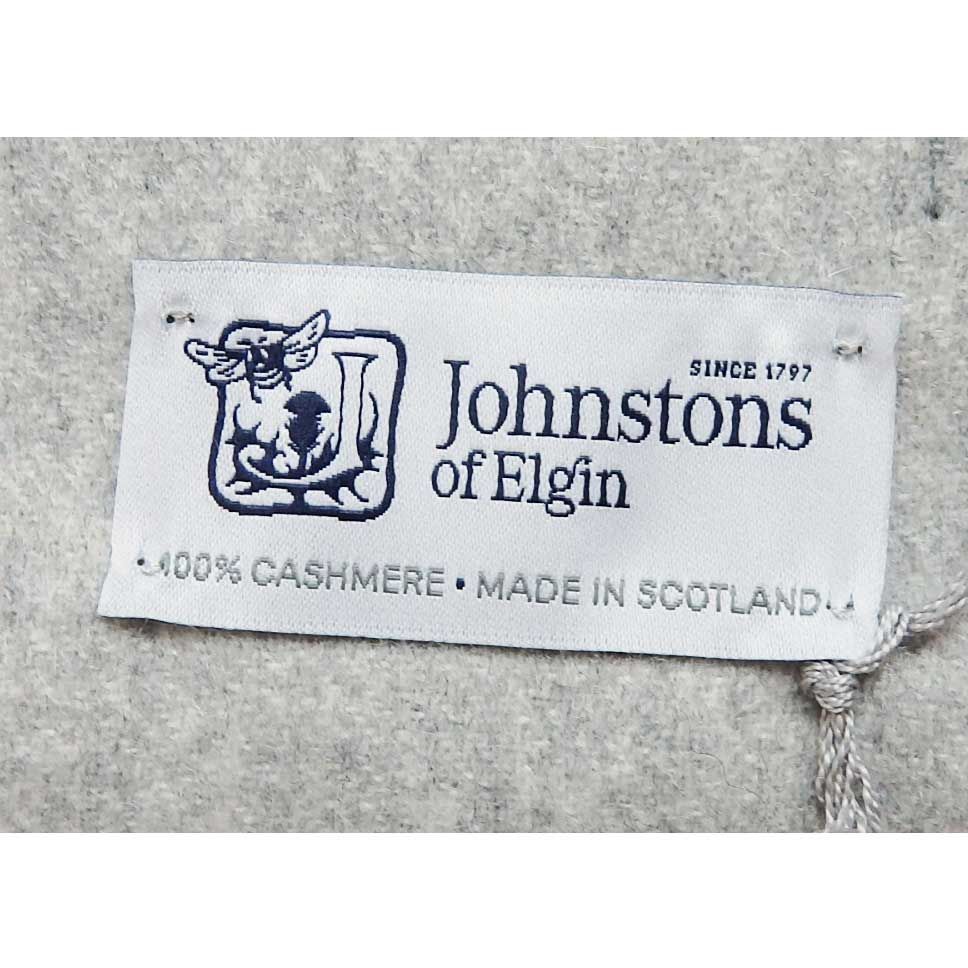 SINCE 1797
Johnstons
of Elgin
• 100% CASHMERE • MADE IN SCOTLAND •